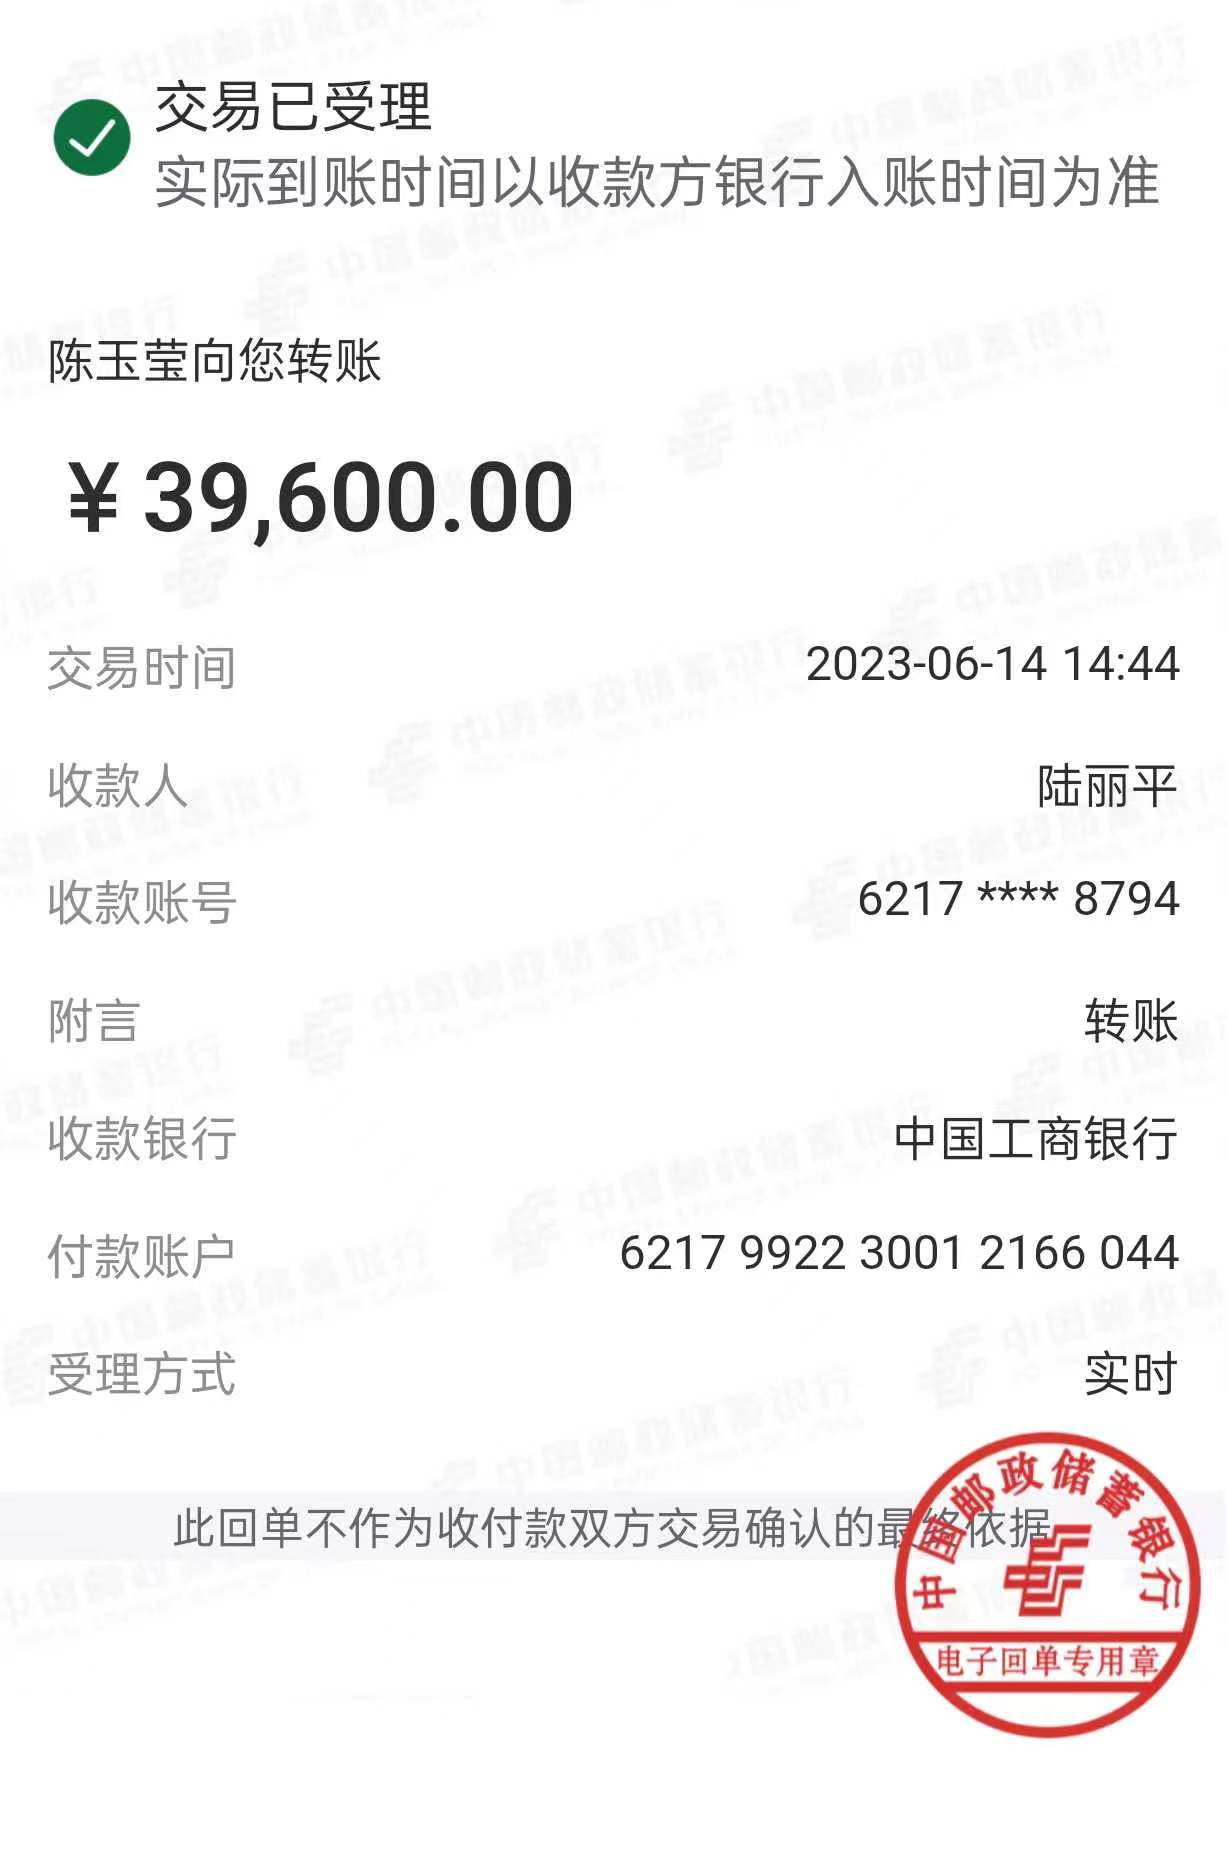 交易已受理
实际到账时间以收款方银行入账时间为准
陈玉莹向您转账
¥ 39,600.00
交易时间 2023-06-14 14:44
收款人 陆丽平
收款账号 6217 **** 8794
附言 转账
收款银行 中国工商银行
付款账户 6217 9922 3001 2166 044
受理方式 实时
此回单不作为收付款双方交易确认的最终依据
中国邮政储蓄银行
电子回单专用章